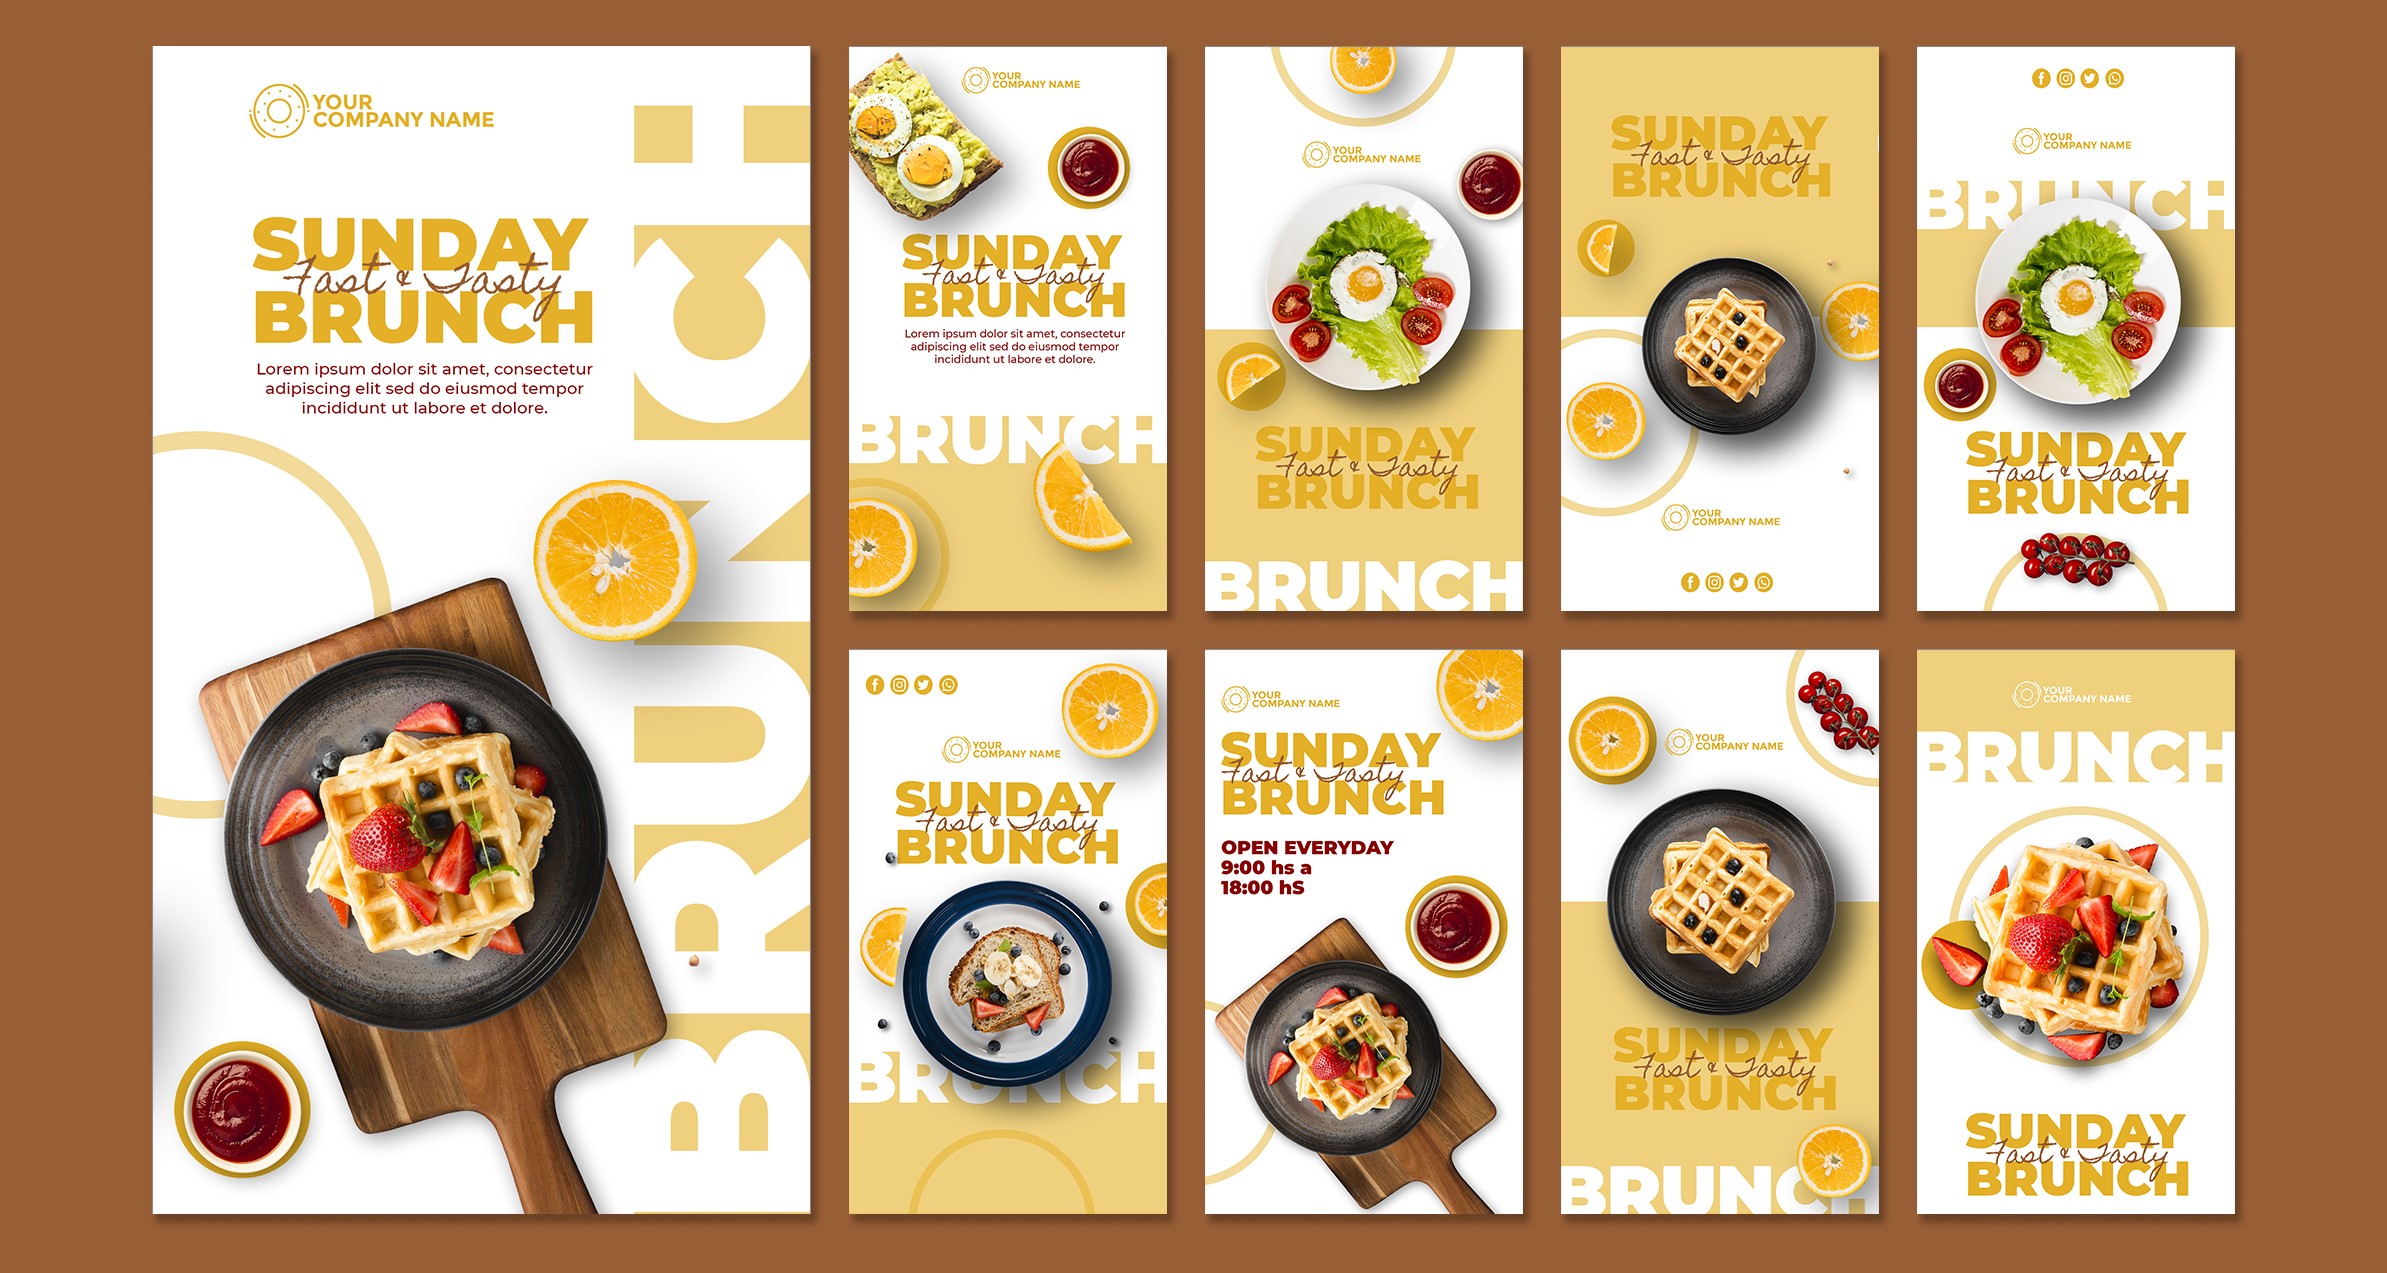 YOUR
COMPANY NAME
SUNDAY
Fast & Tasty
BRUNCH
Lorem ipsum dolor sit amet, consectetur
adipiscing elit sed do eiusmod tempor
incididunt ut labore et dolore.
BRUNCH
YOUR
COMPANY NAME
SUNDAY
Fast & Tasty
BRUNCH
Lorem ipsum dolor sit amet, consectetur
adipiscing elit sed do eiusmod tempor
incididunt ut labore et dolore.
BRUNCH
YOUR
COMPANY NAME
SUNDAY
Fast & Tasty
BRUNCH
BRUNCH
SUNDAY
Fast & Tasty
BRUNCH
YOUR
COMPANY NAME
YOUR
COMPANY NAME
BRUNCH
SUNDAY
Fast & Tasty
BRUNCH
YOUR
COMPANY NAME
SUNDAY
Fast & Tasty
BRUNCH
BRUNCH
YOUR
COMPANY NAME
SUNDAY
Fast & Tasty
BRUNCH
OPEN EVERYDAY
9:00 hs a
18:00 hS
YOUR
COMPANY NAME
SUNDAY
Fast & Tasty
BRUNCH
BRUNCH
YOUR
COMPANY NAME
BRUNCH
SUNDAY
Fast & Tasty
BRUNCH